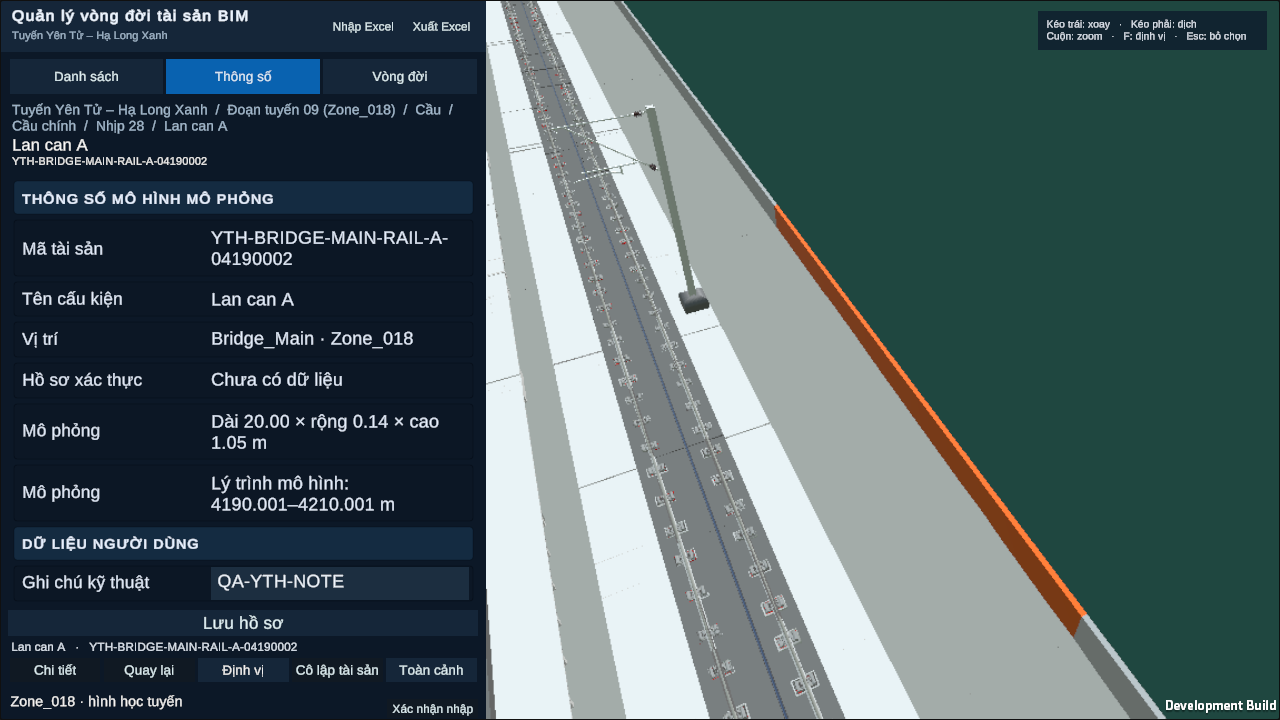 Quản lý vòng đời tài sản BIM
Tuyến Yên Tử – Hạ Long Xanh
Nhập Excel
Xuất Excel
Danh sách
Thông số
Vòng đời
Tuyến Yên Tử – Hạ Long Xanh / Đoạn tuyến 09 (Zone_018) / Cầu /
Cầu chính / Nhịp 28 / Lan can A
Lan can A
YTH-BRIDGE-MAIN-RAIL-A-04190002
THÔNG SỐ MÔ HÌNH MÔ PHỎNG
Mã tài sản
YTH-BRIDGE-MAIN-RAIL-A-
04190002
Tên cấu kiện
Lan can A
Vị trí
Bridge_Main · Zone_018
Hồ sơ xác thực
Chưa có dữ liệu
Mô phỏng
Dài 20.00 × rộng 0.14 × cao
1.05 m
Mô phỏng
Lý trình mô hình:
4190.001–4210.001 m
DỮ LIỆU NGƯỜI DÙNG
Ghi chú kỹ thuật
QA-YTH-NOTE
Lưu hồ sơ
Lan can A · YTH-BRIDGE-MAIN-RAIL-A-04190002
Chi tiết
Quay lại
Định vị
Cô lập tài sản
Toàn cảnh
Zone_018 · hình học tuyến
Xác nhận nhập
Kéo trái: xoay · Kéo phải: dịch
Cuộn: zoom · F: định vị · Esc: bỏ chọn
Development Build